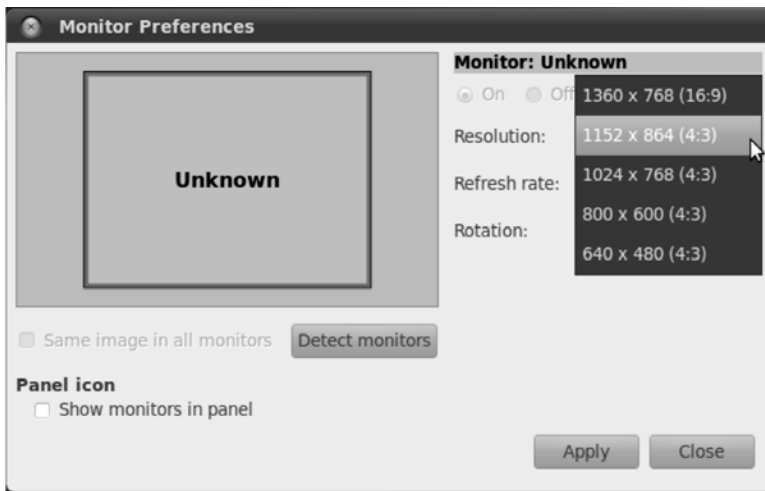 Monitor Preferences
Unknown
Same image in all monitors
Detect monitors
Panel icon
Show monitors in panel
Monitor: Unknown
On Off
Resolution:
Refresh rate:
Rotation:
1360 x 768 (16:9)
1152 x 864 (4:3)
1024 x 768 (4:3)
800 x 600 (4:3)
640 x 480 (4:3)
Apply
Close